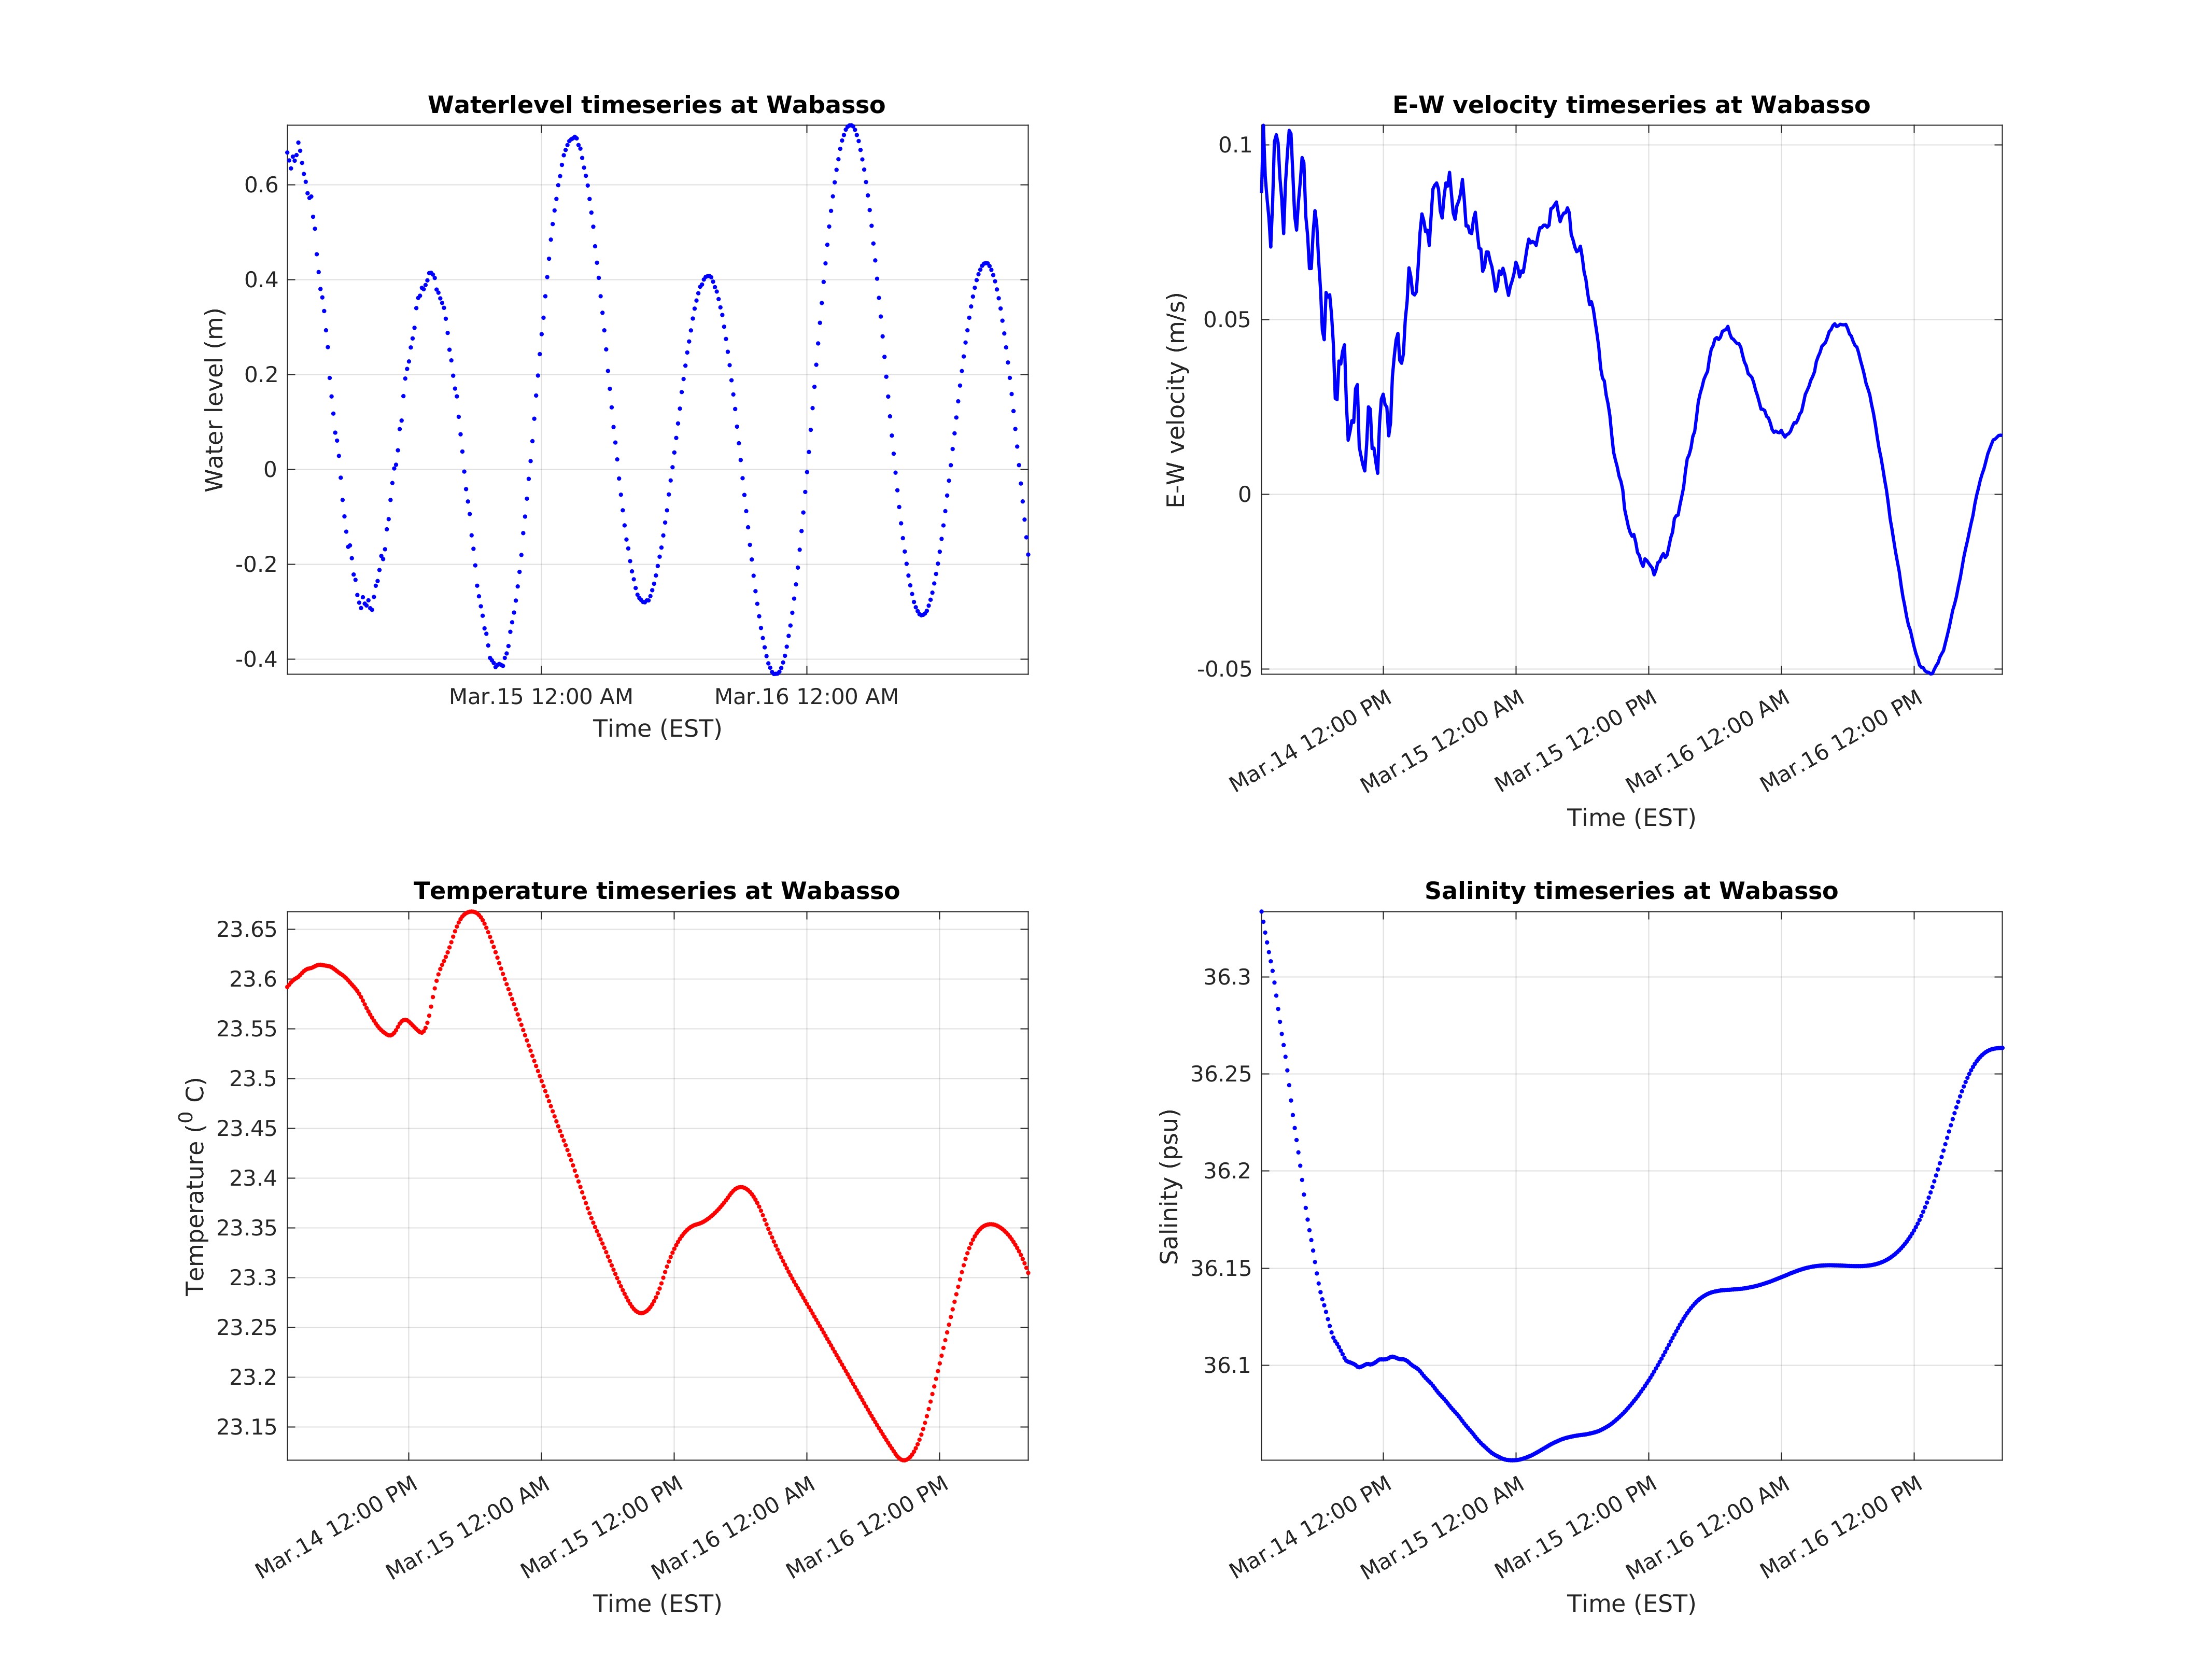 Waterlevel timeseries at Wabasso
0.6
0.4
0.2
0
-0.2
-0.4
Water level (m)
Mar.15 12:00 AM
Mar.16 12:00 AM
Time (EST)
E-W velocity timeseries at Wabasso
0.1
0.05
0
-0.05
E-W velocity (m/s)
Mar.14 12:00 PM
Mar.15 12:00 AM
Mar.15 12:00 PM
Mar.16 12:00 AM
Mar.16 12:00 PM
Time (EST)
Temperature timeseries at Wabasso
23.65
23.6
23.55
23.5
23.45
23.4
23.35
23.3
23.25
23.2
23.15
Temperature (⁰ C)
Mar.14 12:00 PM
Mar.15 12:00 AM
Mar.15 12:00 PM
Mar.16 12:00 AM
Mar.16 12:00 PM
Time (EST)
Salinity timeseries at Wabasso
36.3
36.25
36.2
36.15
36.1
Salinity (psu)
Mar.14 12:00 PM
Mar.15 12:00 AM
Mar.15 12:00 PM
Mar.16 12:00 AM
Mar.16 12:00 PM
Time (EST)